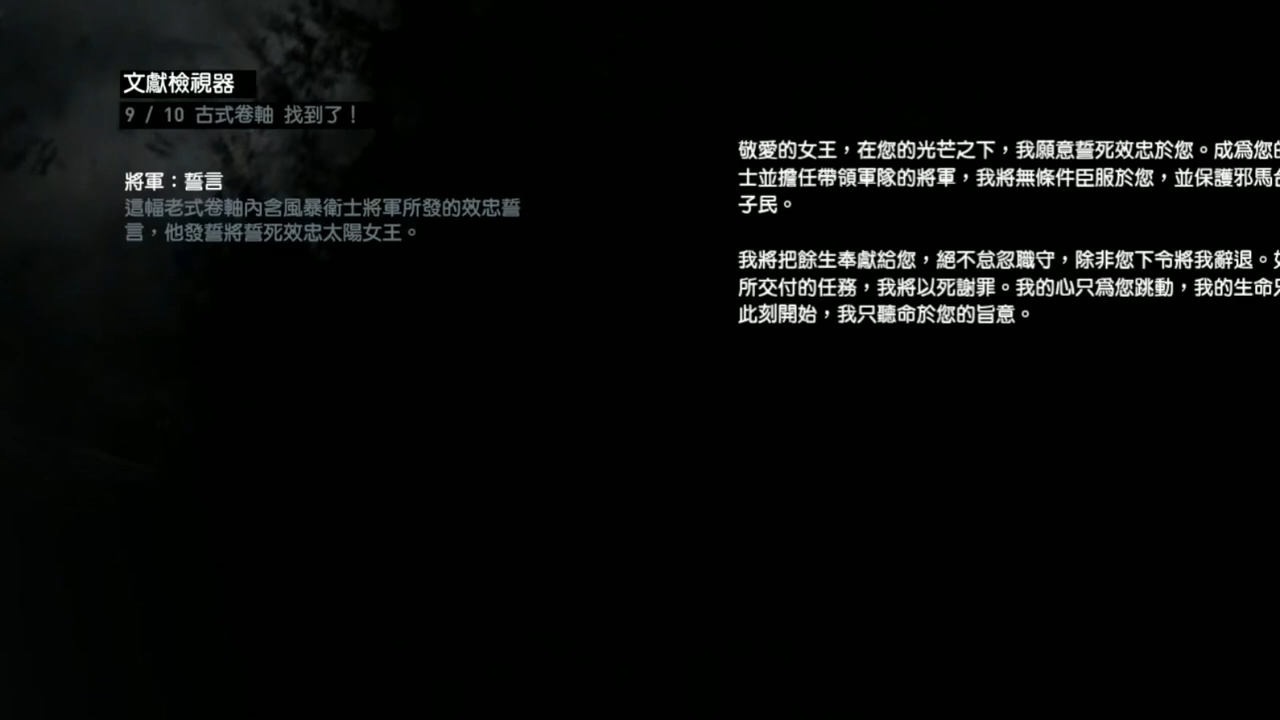 文獻檢視器
9 / 10 古式卷軸 找到了！
將軍：誓言
這幅老式卷軸內含風暴衛士將軍所發的效忠誓
言，他發誓將誓死效忠太陽女王。
敬愛的女王，在您的光芒之下，我願意誓死效忠於您。成為您的
士並擔任帶領軍隊的將軍，我將無條件臣服於您，並保護邪馬台
子民。
我將把餘生奉獻給您，絕不怠忽職守，除非您下令將我辭退。如
所交付的任務，我將以死謝罪。我的心只為您跳動，我的生命只
此刻開始，我只聽命於您的旨意。